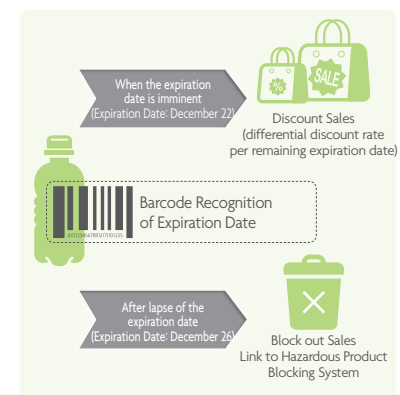 When the expiration
date is imminent
(Expiration Date: December 22)
%
SALE
Discount Sales
(differential discount rate
per remaining expiration date)
Barcode Recognition
of Expiration Date
After lapse of the
expiration date
(Expiration Date: December 26)
Block out Sales
Link to Hazardous Product
Blocking System